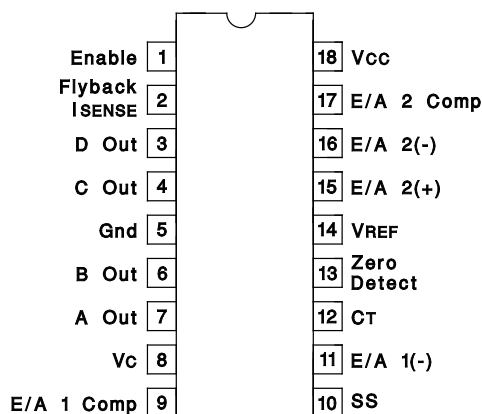 Enable 1
Flyback
ISENSE 2
D Out 3
C Out 4
Gnd 5
B Out 6
A Out 7
Vc 8
E/A 1 Comp 9
18 VCC
17 E/A 2 Comp
16 E/A 2(-)
15 E/A 2(+)
14 VREF
13 Zero
Detect
12 CT
11 E/A 1(-)
10 SS